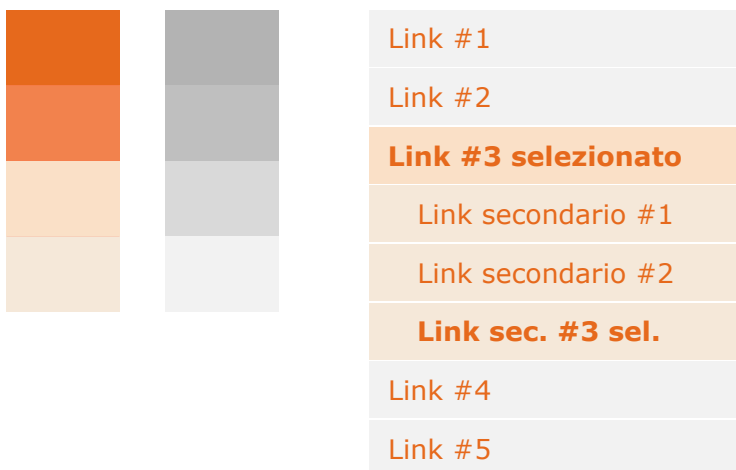 Link #1
Link #2
Link #3 selezionato
Link secondario #1
Link secondario #2
Link sec. #3 sel.
Link #4
Link #5